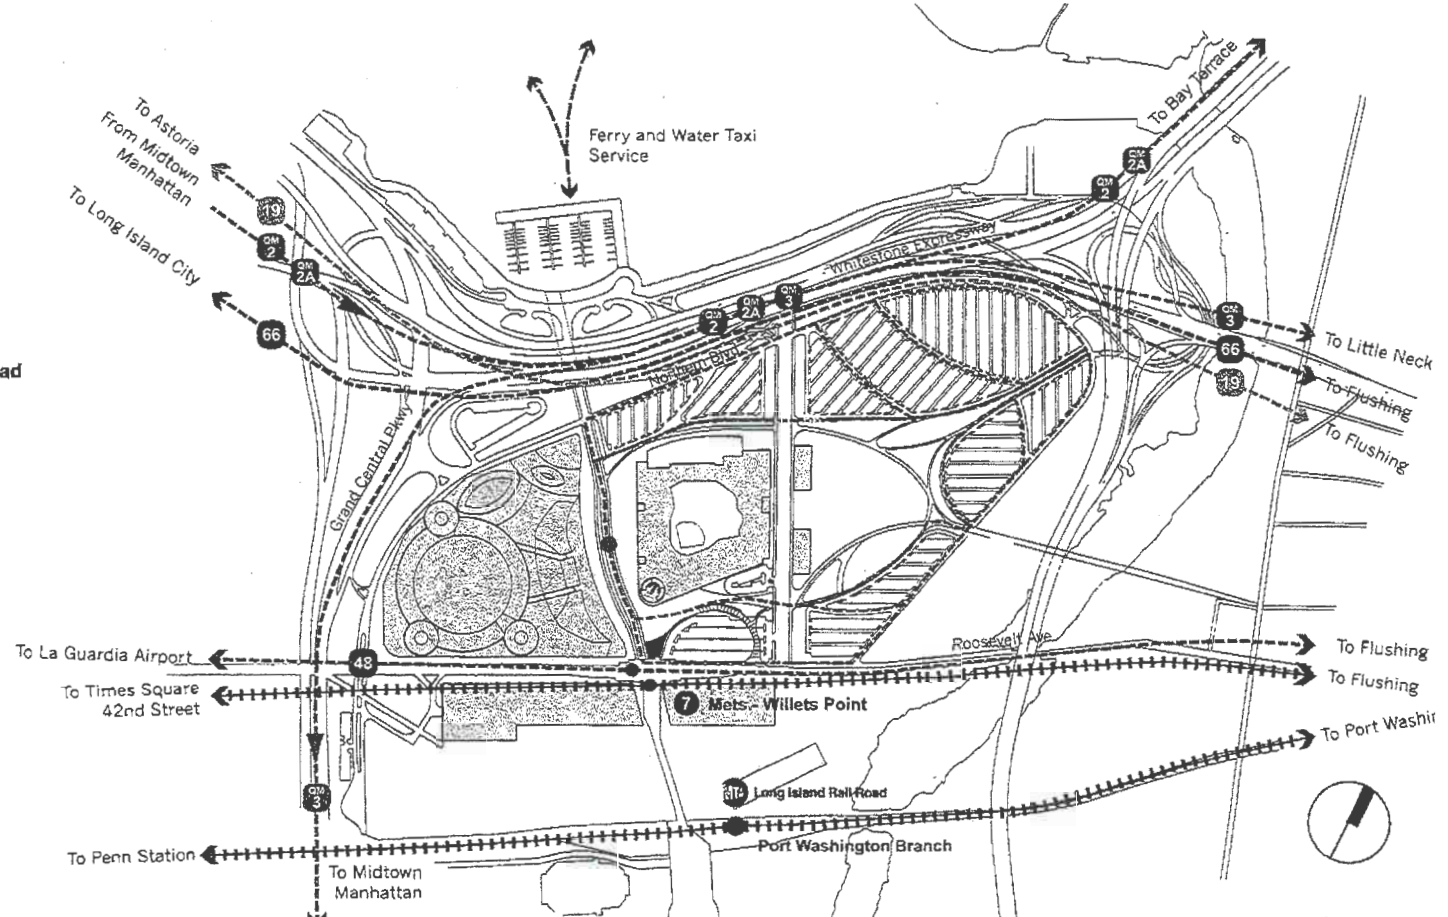 To Bay Terrace
To Astoria
From Midtown
Manhattan
Ferry and Water Taxi
Service
QM
2A
QM
2
To Long Island City
19
QM
2
QM
2A
Whitestone Expressway
QM
3
QM
2A
QM
2
QM
3
66
66
19
To Little Neck
To Flushing
To Flushing
Northern Blvd
ad
Grand Central Pkwy
Roosevelt Ave
To La Guardia Airport
48
To Flushing
To Times Square
42nd Street
To Flushing
7
Mets - Willets Point
To Port Washin
QM
3
Long Island Rail Road
Port Washington Branch
To Penn Station
To Midtown
Manhattan